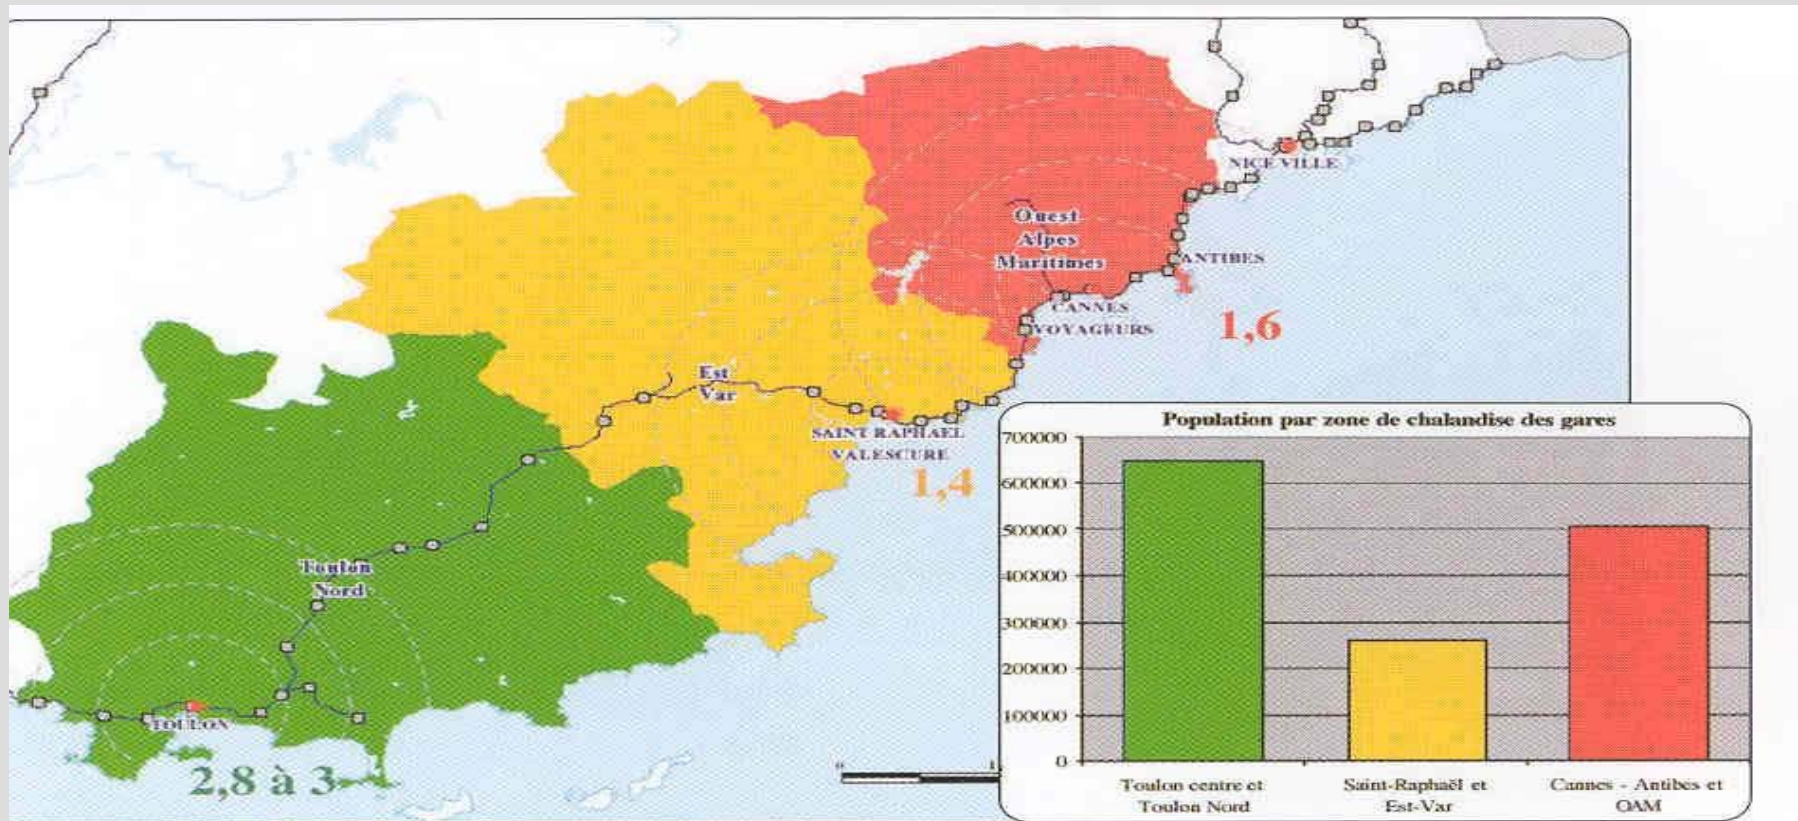 NICE VILLE
Ouest
Alpes
Maritimes
ANTIBES
CANNES
VOYAGEURS
1,6
Est
Var
SAINT RAPHAEL
VALESCURE
1,4
Toulon
Nord
TOULON
2,8 à 3
0
1
Population par zone de chalandise des gares
700000
600000
500000
400000
300000
200000
100000
0
Toulon centre et
Toulon Nord
Saint-Raphaël et
Est-Var
Cannes - Antibes et
OAM